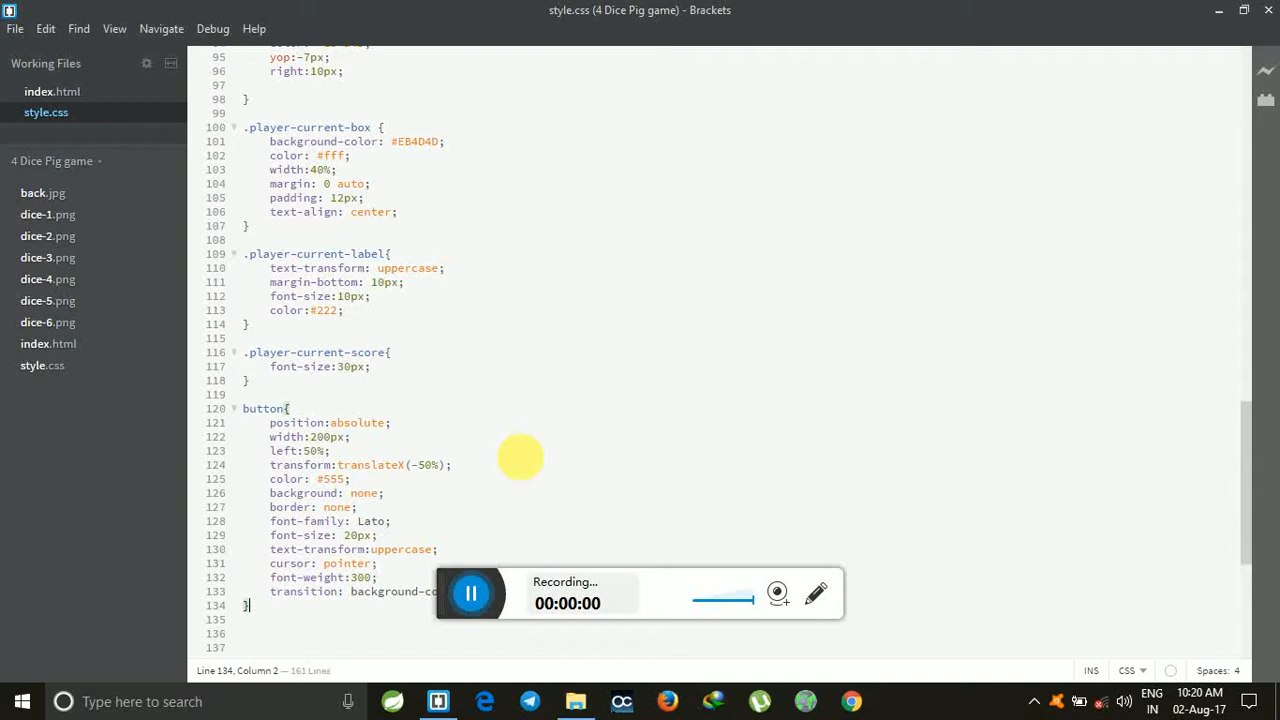 style.css (4 Dice Pig game) - Brackets
File Edit Find View Navigate Debug Help
Working Files
index.html
style.css
4 Dice Pig game
back.jpg
dice-1.png
dice-2.png
dice-3.png
dice-4.png
dice-5.png
dice-6.png
index.html
style.css
95 yop:-7px;
96 right:10px;
97
98 }
99
100 .player-current-box {
101 background-color: #EB4D4D;
102 color: #fff;
103 width:40%;
104 margin: 0 auto;
105 padding: 12px;
106 text-align: center;
107 }
108
109 .player-current-label{
110 text-transform: uppercase;
111 margin-bottom: 10px;
112 font-size:10px;
113 color:#222;
114 }
115
116 .player-current-score{
117 font-size:30px;
118 }
119
120 button{
121 position:absolute;
122 width:200px;
123 left:50%;
124 transform:translateX(-50%);
125 color: #555;
126 background: none;
127 border: none;
128 font-family: Lato;
129 font-size: 20px;
130 text-transform:uppercase;
131 cursor: pointer;
132 font-weight:300;
133 transition: background-co
134 }
135
136
137
Recording...
00:00:00
Line 134, Column 2 — 161 Lines
INS CSS Spaces: 4
Type here to search
ENG
IN
10:20 AM
02-Aug-17